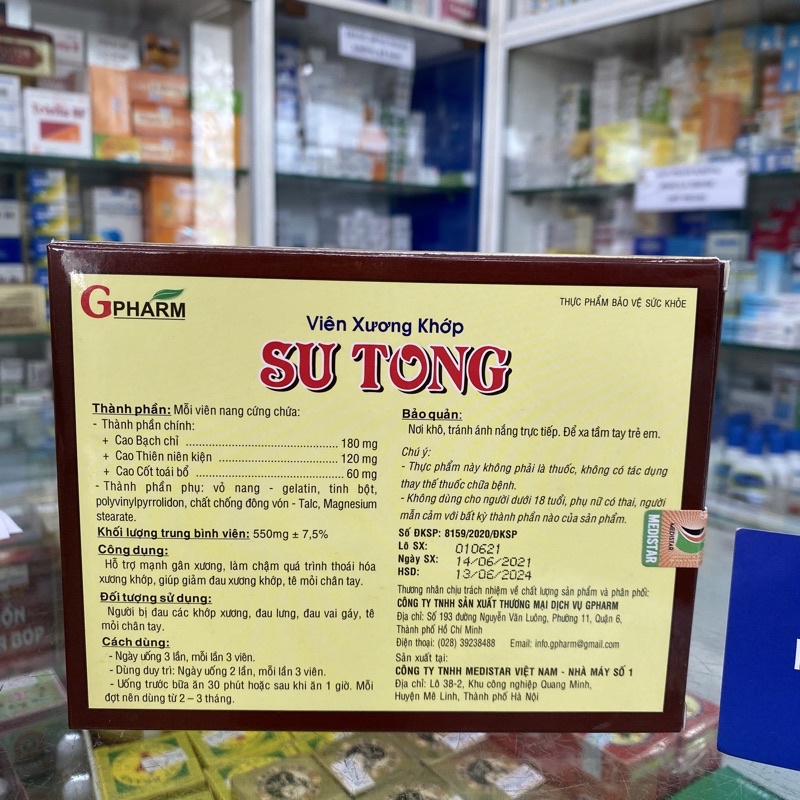 GPHARM
THỰC PHẨM BẢO VỆ SỨC KHỎE
Viên Xương Khớp
SU TONG
Thành phần: Mỗi viên nang cứng chứa:
- Thành phần chính:
+ Cao Bạch chỉ ........................................ 180 mg
+ Cao Thiên niên kiện ............................. 120 mg
+ Cao Cốt toái bổ ..................................... 60 mg
- Thành phần phụ: vỏ nang - gelatin, tinh bột,
polyvinylpyrrolidon, chất chống đông vón - Talc, Magnesium
stearate.
Khối lượng trung bình viên: 550mg ± 7,5%
Công dụng:
Hỗ trợ mạnh gân xương, làm chậm quá trình thoái hóa
xương khớp, giúp giảm đau xương khớp, tê mỏi chân tay.
Đối tượng sử dụng:
Người bị đau các khớp xương, đau lưng, đau vai gáy, tê
mỏi chân tay.
Cách dùng:
- Ngày uống 3 lần, mỗi lần 3 viên.
- Dùng duy trì: Ngày uống 2 lần, mỗi lần 3 viên.
- Uống trước bữa ăn 30 phút hoặc sau khi ăn 1 giờ. Mỗi
đợt nên dùng từ 2 – 3 tháng.
Bảo quản:
Nơi khô, tránh ánh nắng trực tiếp. Để xa tầm tay trẻ em.
Chú ý:
- Thực phẩm này không phải là thuốc, không có tác dụng
thay thế thuốc chữa bệnh.
- Không dùng cho người dưới 18 tuổi, phụ nữ có thai, người
mẫn cảm với bất kỳ thành phần nào của sản phẩm.
Số ĐKSP: 8159/2020/ĐKSP
Lô SX: 010621
Ngày SX: 14/06/2021
HSD: 13/06/2024
MEDISTAR
MEDISTAR
Thương nhân chịu trách nhiệm về chất lượng sản phẩm và phân phối:
CÔNG TY TNHH SẢN XUẤT THƯƠNG MẠI DỊCH VỤ GPHARM
Địa chỉ: Số 193 đường Nguyễn Văn Luông, Phường 11, Quận 6,
Thành phố Hồ Chí Minh
Điện thoại: (028) 39238488 Email: info.gpharm@gmail.com
Sản xuất tại:
CÔNG TY TNHH MEDISTAR VIỆT NAM - NHÀ MÁY SỐ 1
Địa chỉ: Lô 38-2, Khu công nghiệp Quang Minh,
Huyện Mê Linh, Thành phố Hà Nội